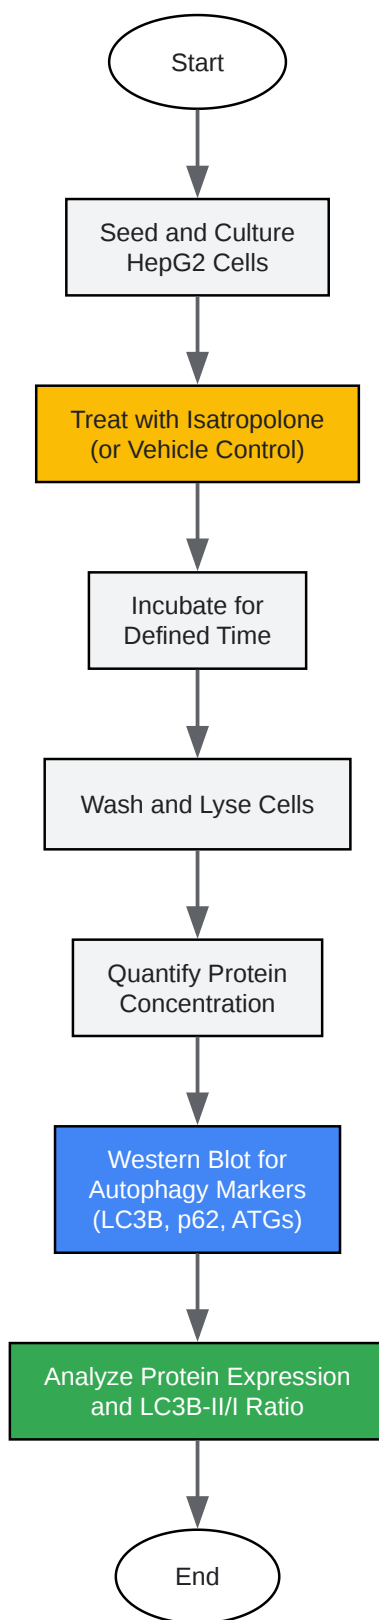 Start
Seed and Culture
HepG2 Cells
Treat with Isatropolone
(or Vehicle Control)
Incubate for
Defined Time
Wash and Lyse Cells
Quantify Protein
Concentration
Western Blot for
Autophagy Markers
(LC3B, p62, ATGs)
Analyze Protein Expression
and LC3B-II/I Ratio
End